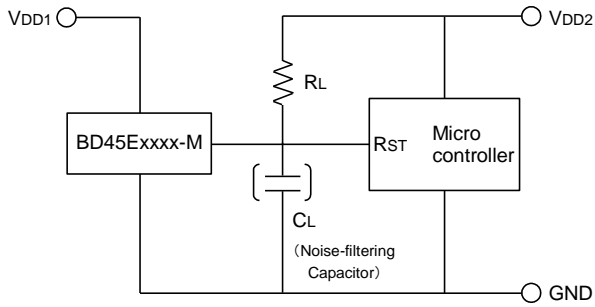 VDD1
VDD2
RL
BD45Exxxx-M
RST
Micro
controller
CL
（Noise-filtering
Capacitor）
GND